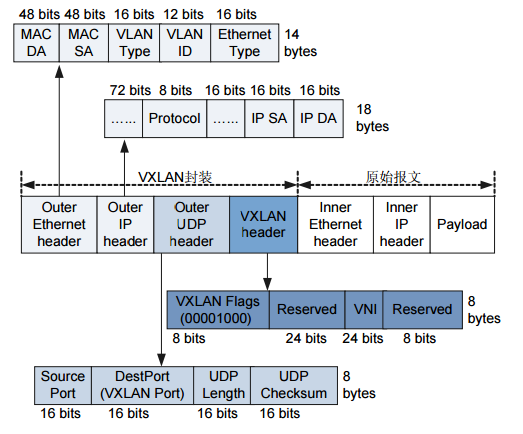 48 bits 48 bits 16 bits 12 bits 16 bits
MAC DA
MAC SA
VLAN Type
VLAN ID
Ethernet Type
14 bytes
72 bits 8 bits 16 bits 16 bits 16 bits
...... Protocol ...... IP SA IP DA
18 bytes
VXLAN封装
原始报文
Outer Ethernet header
Outer IP header
Outer UDP header
VXLAN header
Inner Ethernet header
Inner IP header
Payload
VXLAN Flags (00001000)
Reserved
VNI
Reserved
8 bytes
8 bits 24 bits 24 bits 8 bits
Source Port
DestPort (VXLAN Port)
UDP Length
UDP Checksum
8 bytes
16 bits 16 bits 16 bits 16 bits